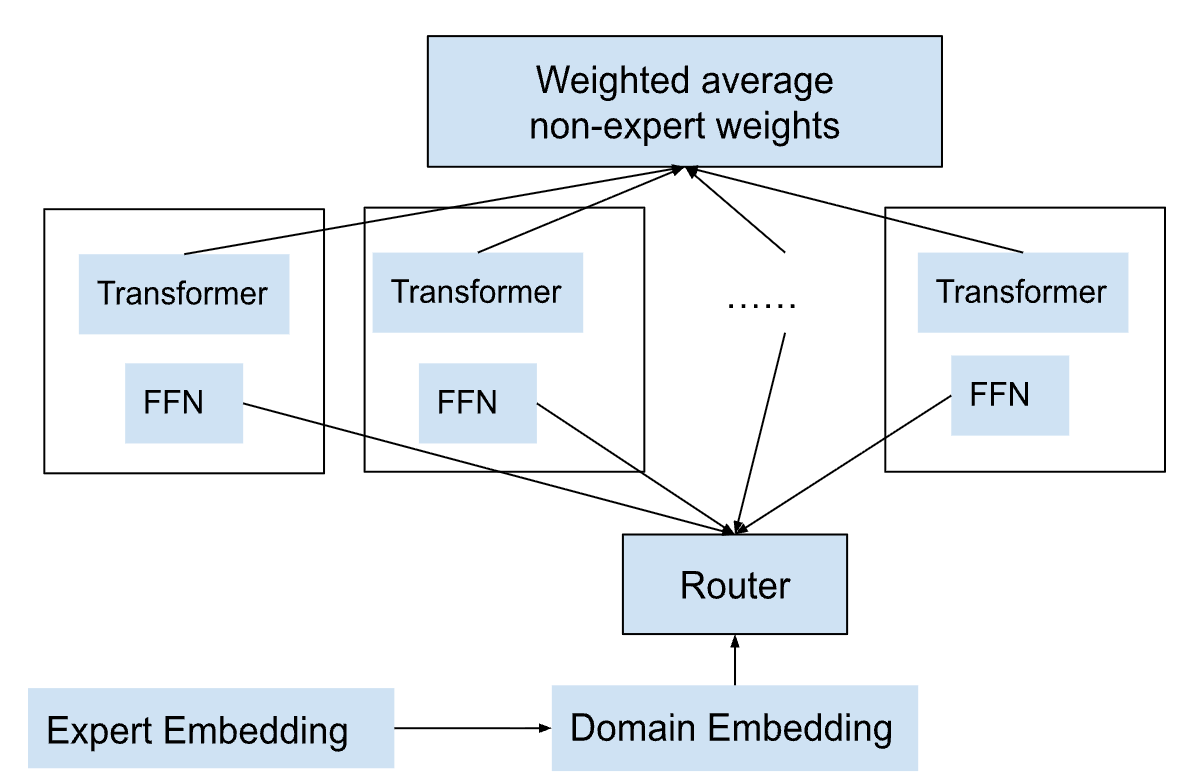 Weighted average
non-expert weights
Transformer
Transformer
......
Transformer
FFN
FFN
FFN
Router
Expert Embedding
Domain Embedding